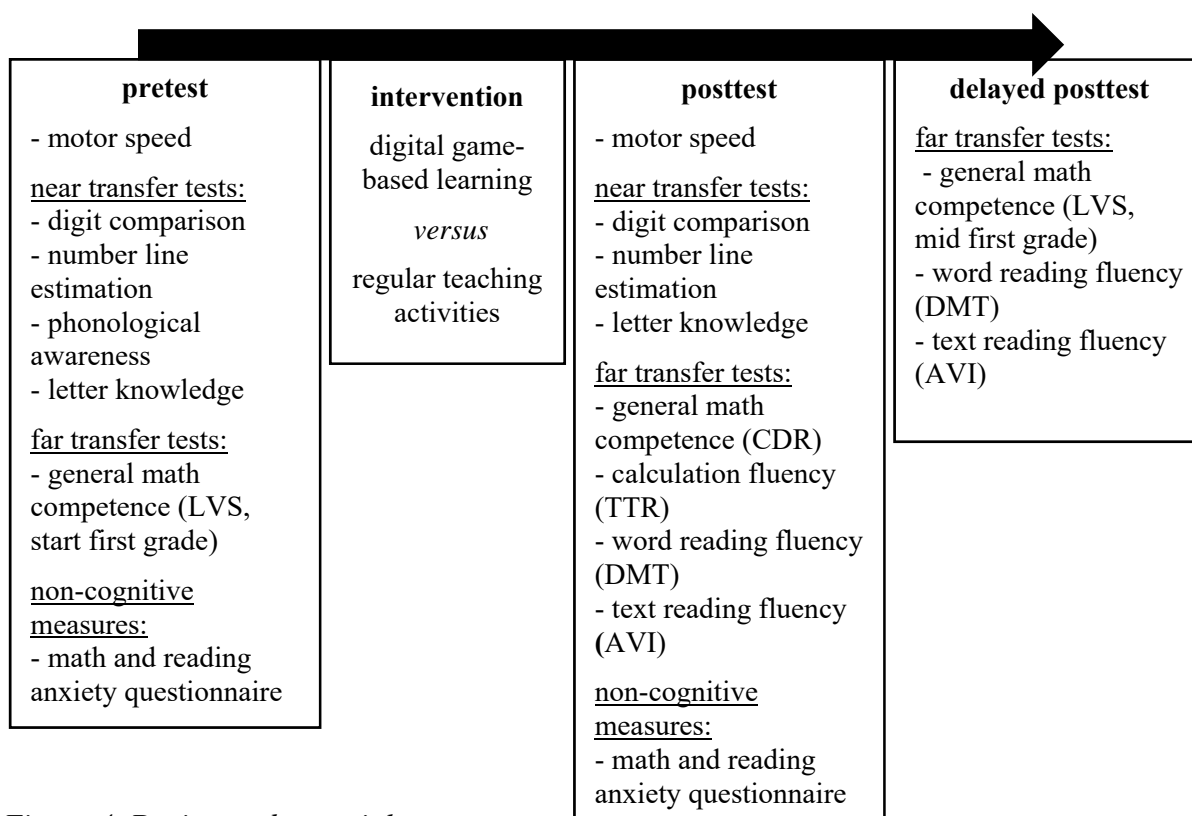 pretest
- motor speed
near transfer tests:
- digit comparison
- number line
estimation
- phonological
awareness
- letter knowledge
far transfer tests:
- general math
competence (LVS,
start first grade)
non-cognitive
measures:
- math and reading
anxiety questionnaire
intervention
digital game-
based learning
versus
regular teaching
activities
posttest
- motor speed
near transfer tests:
- digit comparison
- number line
estimation
- letter knowledge
far transfer tests:
- general math
competence (CDR)
- calculation fluency
(TTR)
- word reading fluency
(DMT)
- text reading fluency
(AVI)
non-cognitive
measures:
- math and reading
anxiety questionnaire
delayed posttest
far transfer tests:
- general math
competence (LVS,
mid first grade)
- word reading fluency
(DMT)
- text reading fluency
(AVI)
Design and